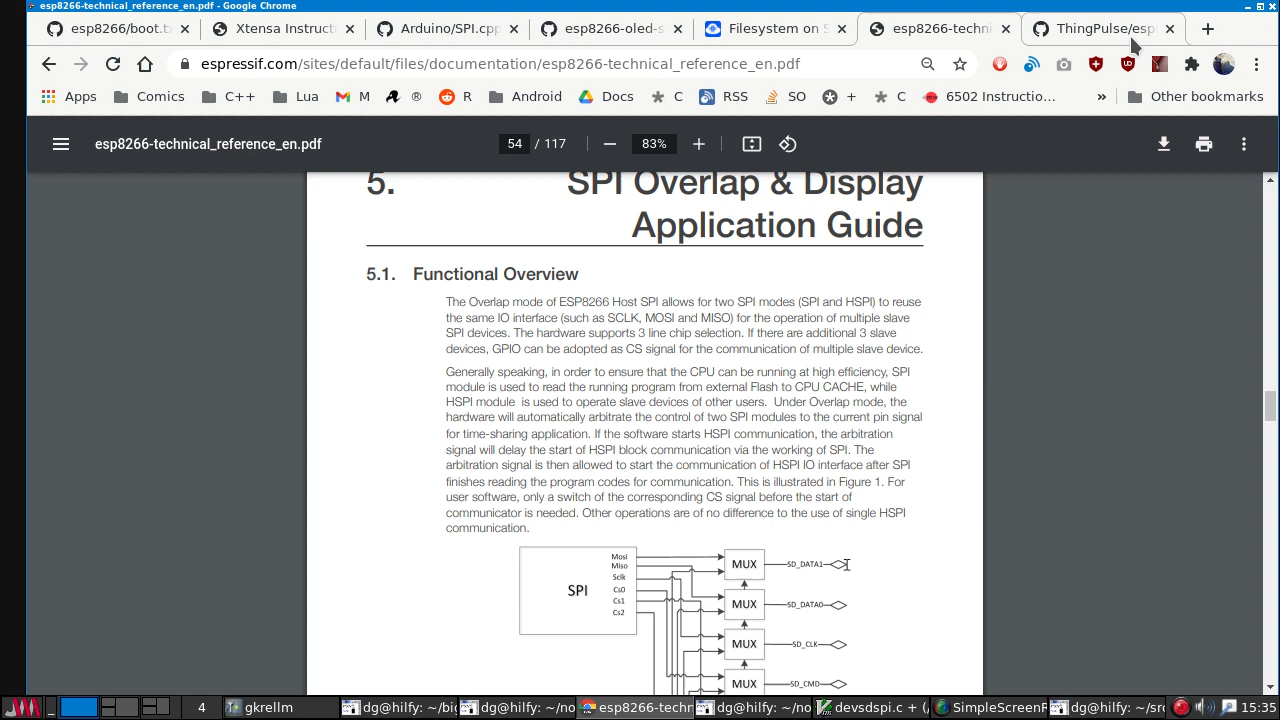 esp8266-technical_reference_en.pdf - Google Chrome
esp8266/boot.t
Xtensa Instruct
Arduino/SPI.cpp
esp8266-oled-s
Filesystem on S
esp8266-techni
ThingPulse/esp
espressif.com/sites/default/files/documentation/esp8266-technical_reference_en.pdf
Apps
Comics
C++
Lua
M
®
R
Android
Docs
C
RSS
SO
+
C
6502 Instructio...
»
Other bookmarks
esp8266-technical_reference_en.pdf
54 / 117
83%
5. SPI Overlap & Display
Application Guide
5.1. Functional Overview
The Overlap mode of ESP8266 Host SPI allows for two SPI modes (SPI and HSPI) to reuse
the same IO interface (such as SCLK, MOSI and MISO) for the operation of multiple slave
SPI devices. The hardware supports 3 line chip selection. If there are additional 3 slave
devices, GPIO can be adopted as CS signal for the communication of multiple slave device.
Generally speaking, in order to ensure that the CPU can be running at high efficiency, SPI
module is used to read the running program from external Flash to CPU CACHE, while
HSPI module is used to operate slave devices of other users. Under Overlap mode, the
hardware will automatically arbitrate the control of two SPI modules to the current pin signal
for time-sharing application. If the software starts HSPI communication, the arbitration
signal will delay the start of HSPI block communication via the working of SPI. The
arbitration signal is then allowed to start the communication of HSPI IO interface after SPI
finishes reading the program codes for communication. This is illustrated in Figure 1. For
user software, only a switch of the corresponding CS signal before the start of
communicator is needed. Other operations are of no difference to the use of single HSPI
communication.
SPI
Mosi
Miso
Sclk
Cs0
Cs1
Cs2
MUX
SD_DATA1
MUX
SD_DATA0
MUX
SD_CLK
MUX
SD_CMD
4
gkrellm
dg@hilfy: ~/bi
dg@hilfy: ~/no
esp8266-techn
dg@hilfy: ~/no
devsdspi.c + (
SimpleScreenR
dg@hilfy: ~/src
15:35